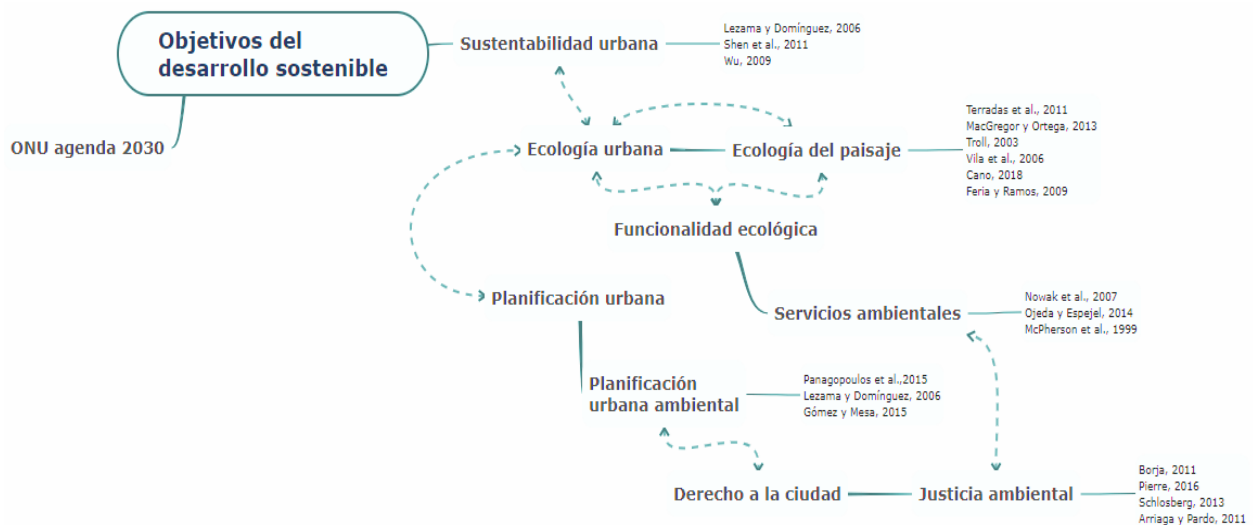 Objetivos del
desarrollo sostenible
ONU agenda 2030
Sustentabilidad urbana
Lezama y Domínguez, 2006
Shen et al., 2011
Wu, 2009
Ecología urbana
Ecología del paisaje
Terradas et al., 2011
MacGregor y Ortega, 2013
Troll, 2003
Vila et al., 2006
Cano, 2018
Feria y Ramos, 2009
Funcionalidad ecológica
Planificación urbana
Servicios ambientales
Nowak et al., 2007
Ojeda y Espejel, 2014
McPherson et al., 1999
Planificación
urbana ambiental
Panagopoulos et al.,2015
Lezama y Domínguez, 2006
Gómez y Mesa, 2015
Derecho a la ciudad
Justicia ambiental
Borja, 2011
Pierre, 2016
Schlosberg, 2013
Arriaga y Pardo, 2011